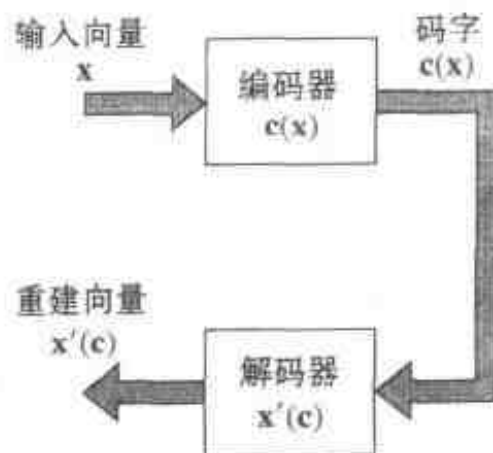 输入向量
x
编码器
c(x)
码字
c(x)
重建向量
x′(c)
解码器
x′(c)